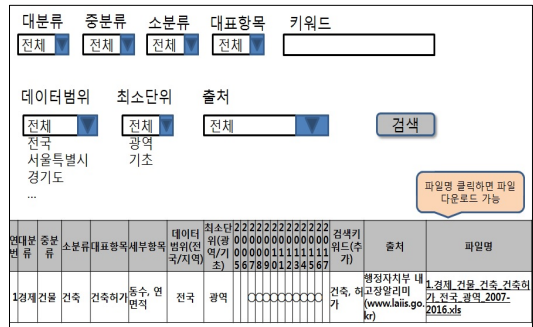 대분류 중분류 소분류 대표항목 키워드
전체 전체 전체 전체
데이터범위 최소단위 출처
전체 전체 전체 검색
전국 광역
서울특별시 기초
경기도
...
파일명 클릭하면 파일
다운로드 가능
연번 대분류 중분류 소분류 대표항목 세부항목 데이터범위(전국/지역) 최소단위(광역/기초) 2005 2006 2007 2008 2009 2010 2011 2012 2013 2014 2015 2016 2017 검색키워드(추가) 출처 파일명
1 경제 건물 건축 건축허가 동수, 연면적 전국 광역 ○○○○○○○○○○ 건축, 허가 행정자치부 내고장알리미(www.laiis.go.kr) 1.경제_건물_건축_건축허가_전국_광역_2007-2016.xls